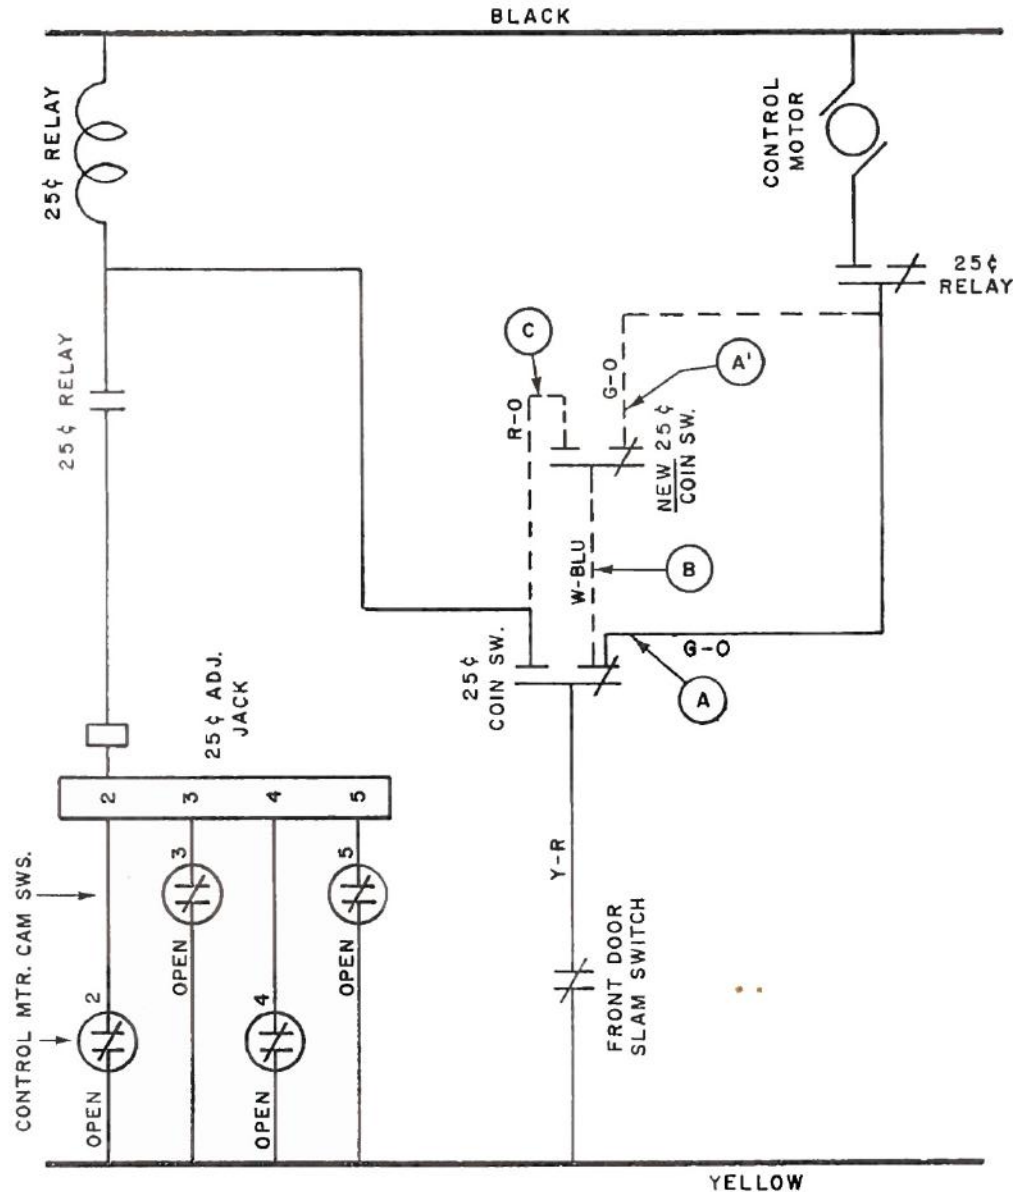 BLACK
25¢ RELAY
CONTROL
MOTOR
25¢
RELAY
C
A'
G-O
R-O
NEW 25¢
COIN SW.
25¢ RELAY
W-BLU
B
G-O
A
25¢
COIN SW.
25¢ ADJ.
JACK
2 3 4 5
Y-R
CONTROL MTR. CAM SWS.
3
5
OPEN
OPEN
2
4
OPEN
OPEN
FRONT DOOR
SLAM SWITCH
YELLOW